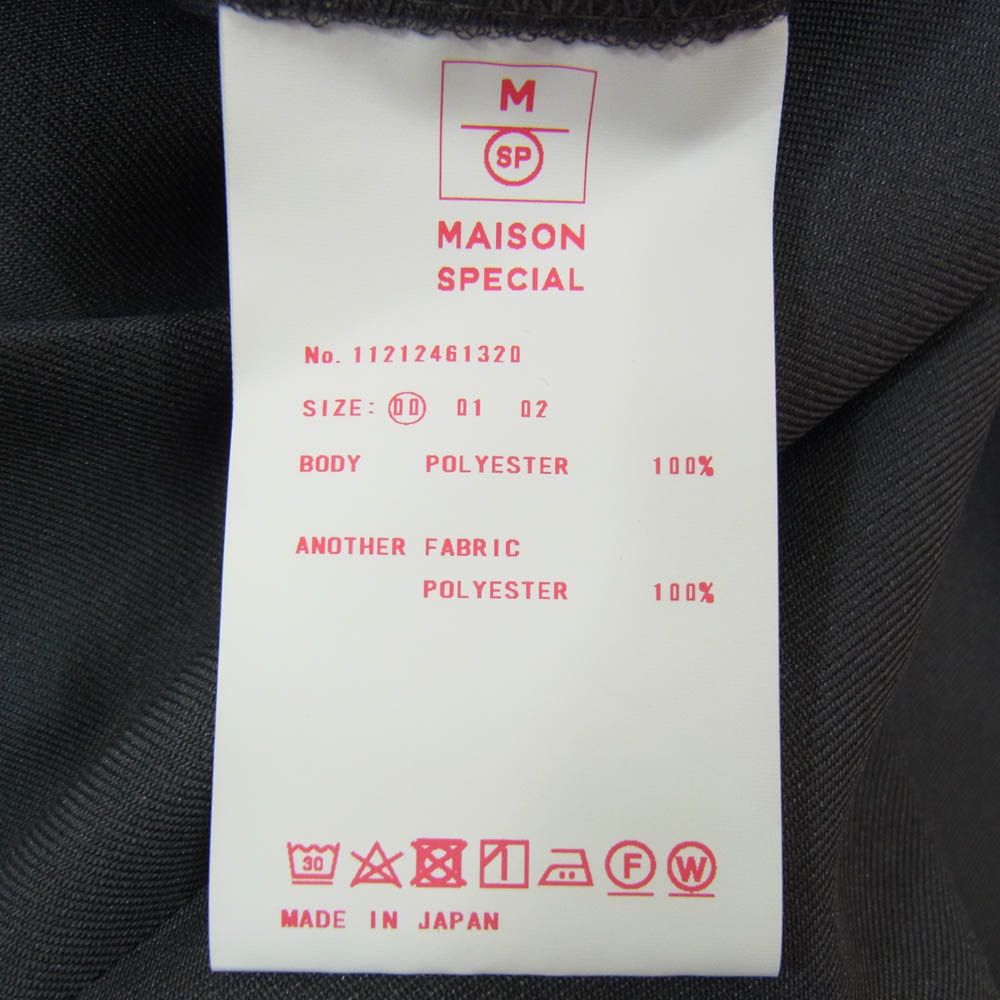 M
SP
MAISON
SPECIAL
No. 11212461320
SIZE: 00 01 02
BODY POLYESTER 100%
ANOTHER FABRIC
POLYESTER 100%
30 F W
MADE IN JAPAN